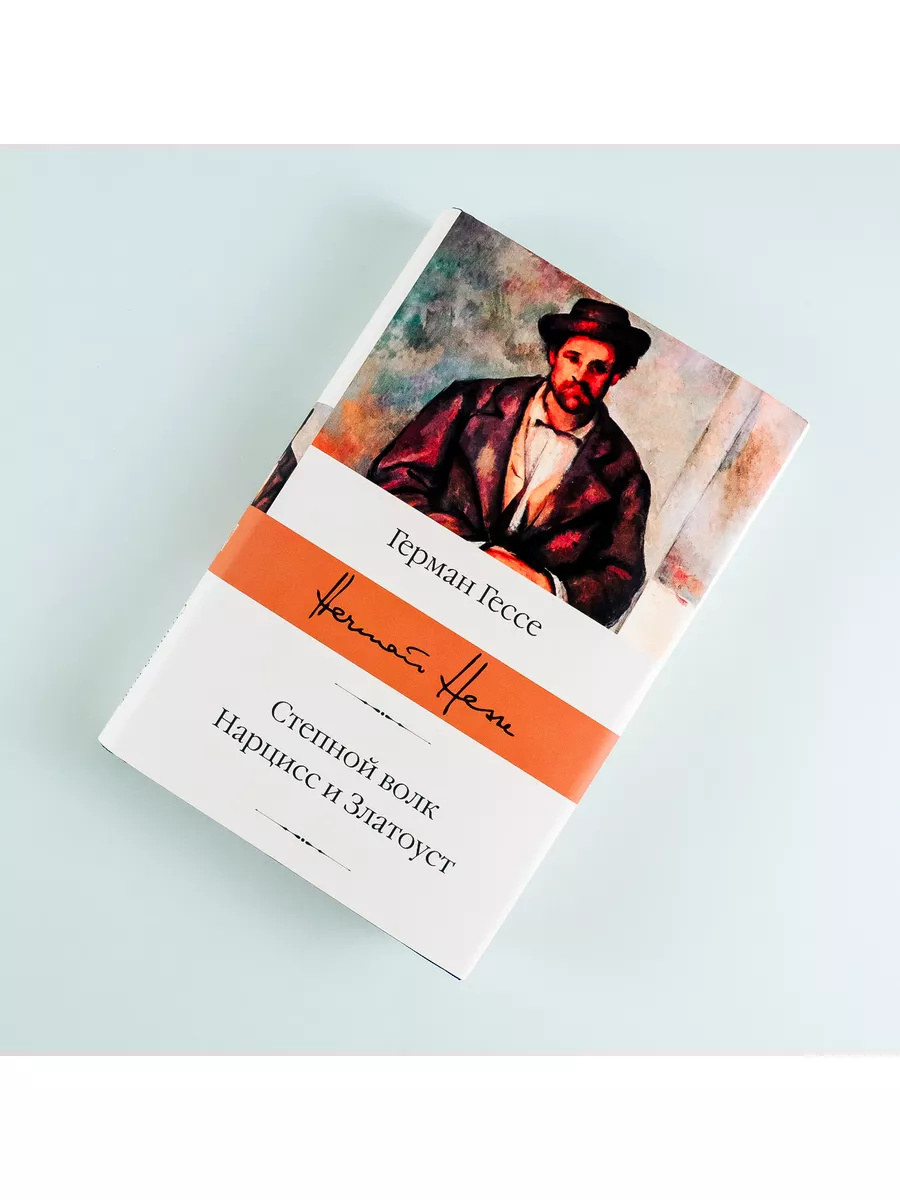 Герман Гессе
Hermann Hesse
Степной волк
Нарцисс и Златоуст